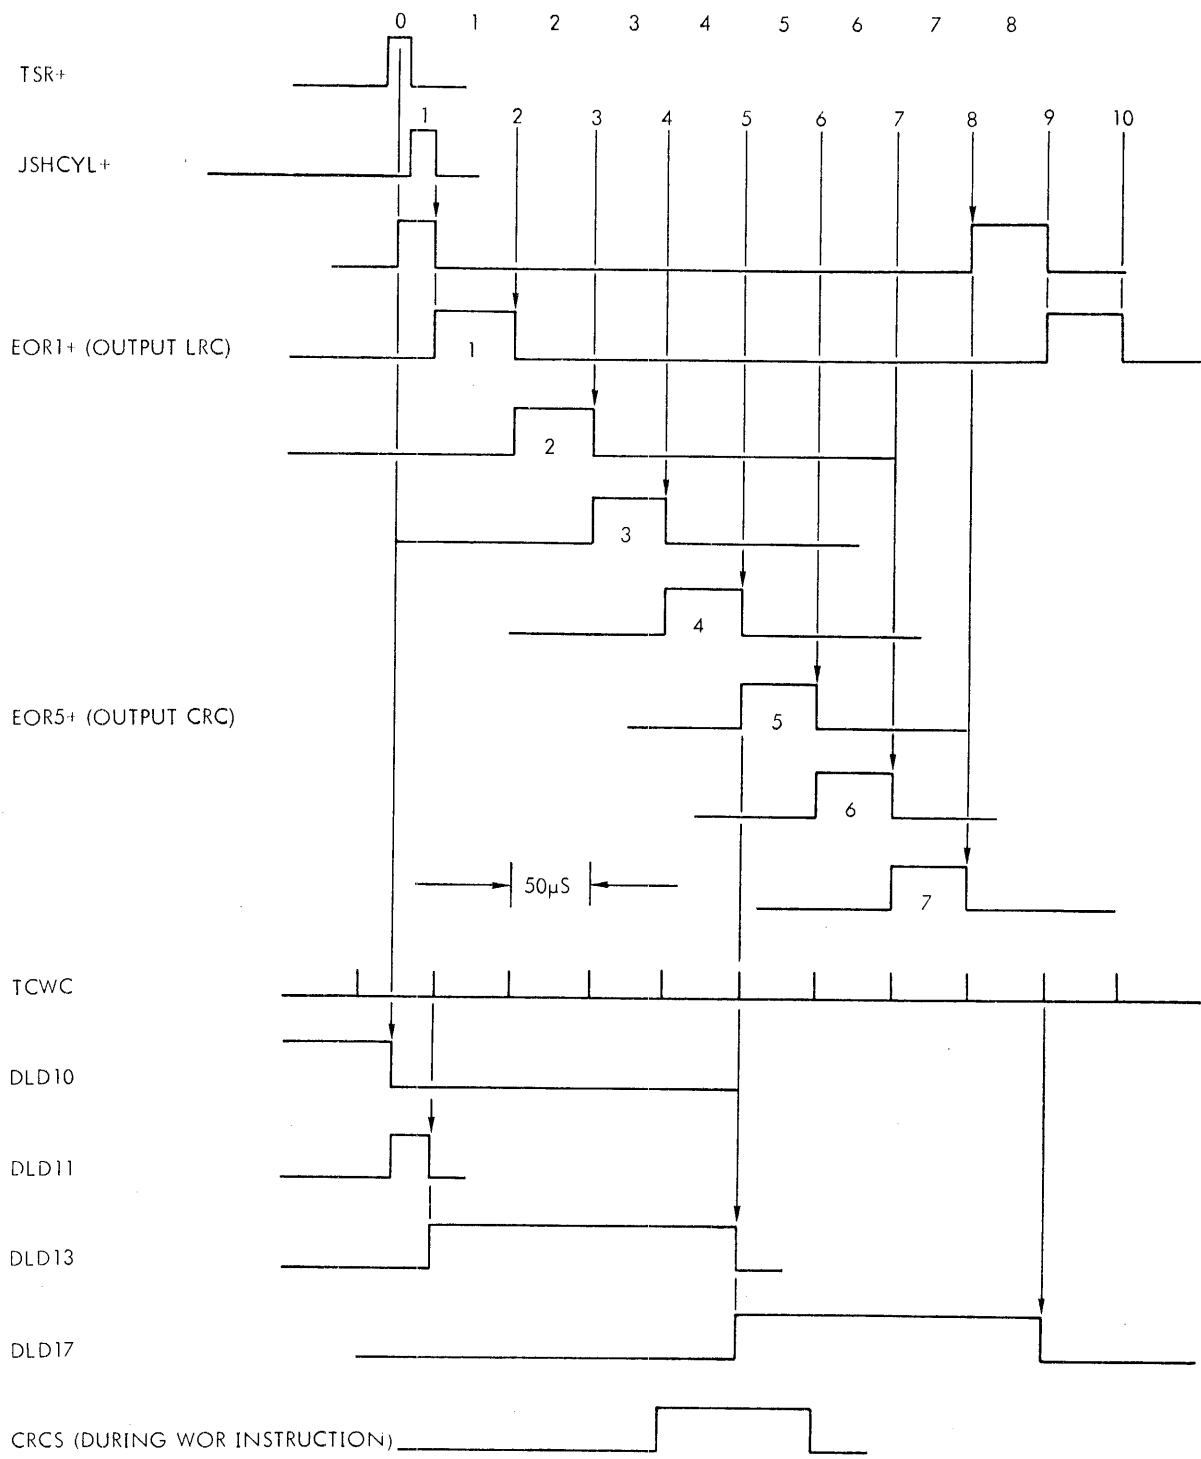 0 1 2 3 4 5 6 7 8
TSR+
1 2 3 4 5 6 7 8 9 10
JSHCYL+
EOR1+ (OUTPUT LRC)
1
2
3
4
EOR5+ (OUTPUT CRC)
5
6
50µS
7
TCWC
DLD10
DLD11
DLD13
DLD17
CRCS (DURING WOR INSTRUCTION)